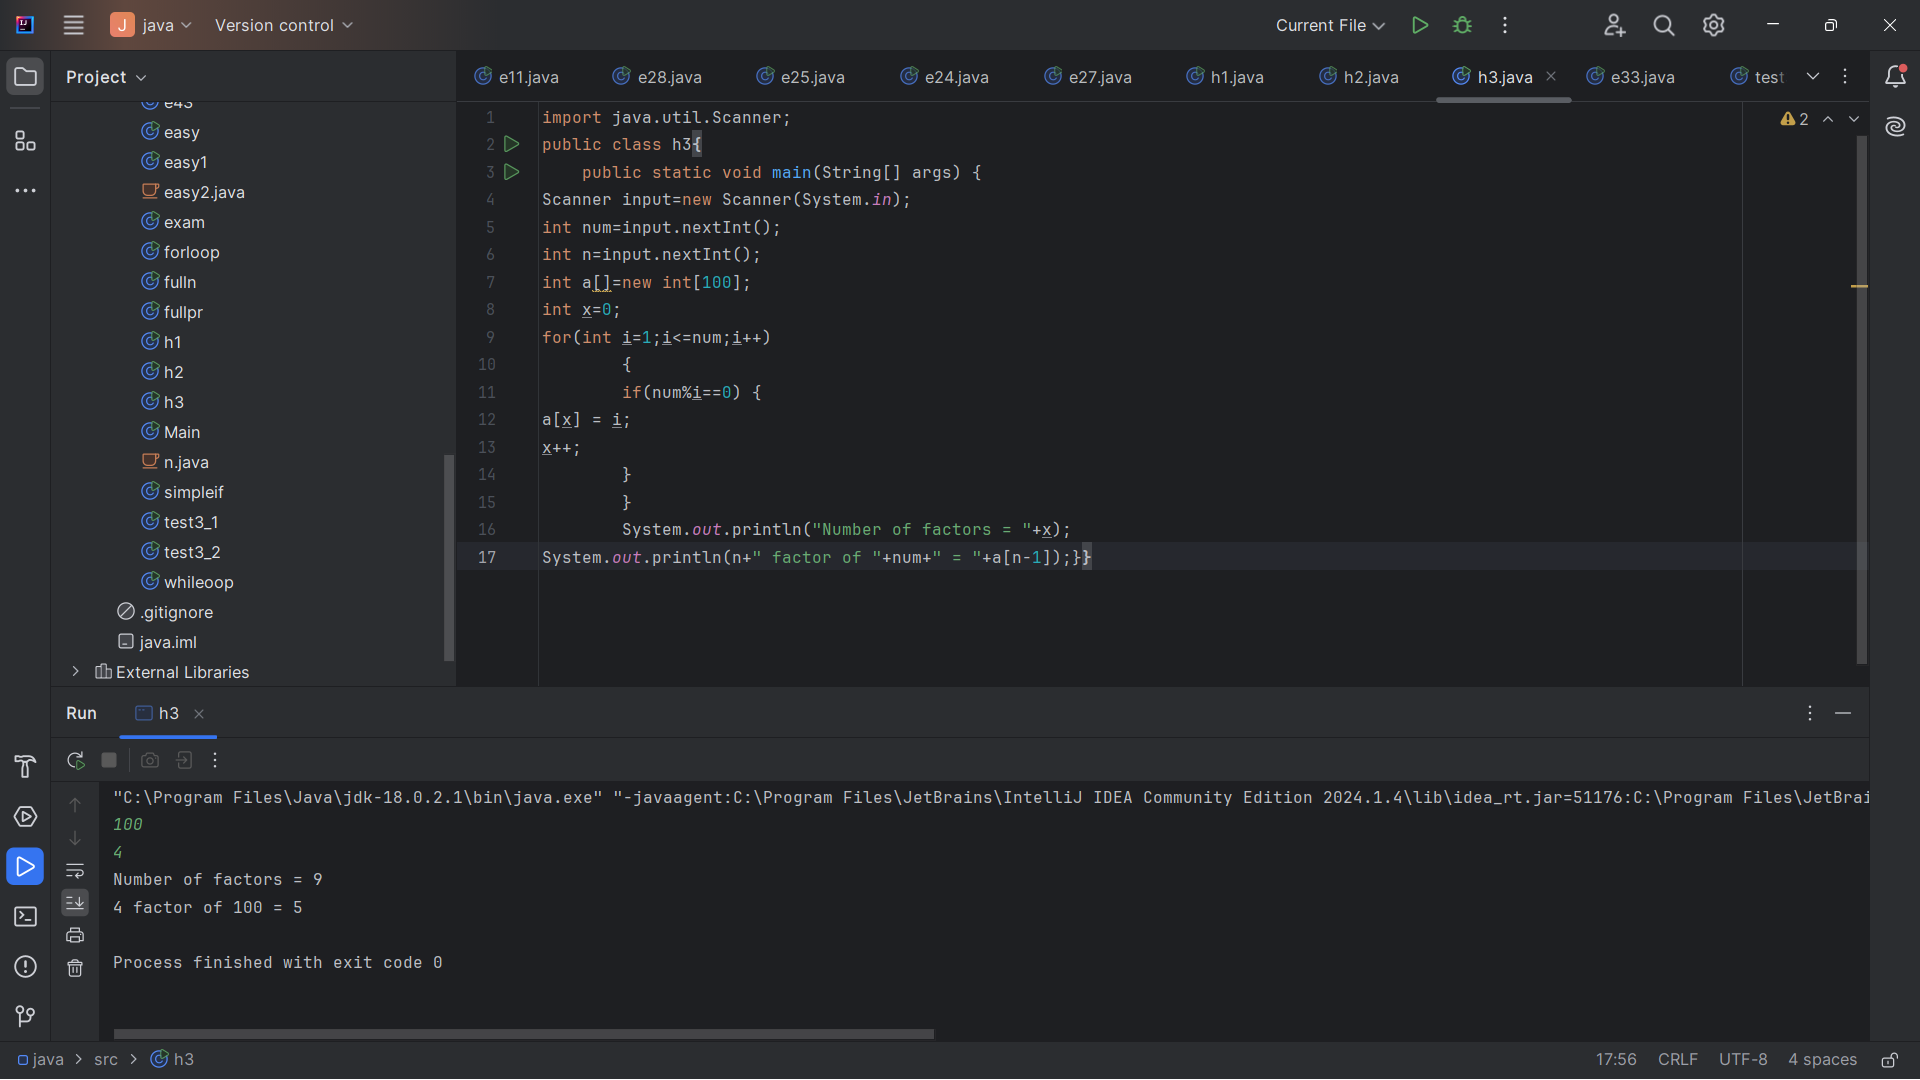 J java Version control Current File
Project
e11.java e28.java e25.java e24.java e27.java h1.java h2.java h3.java e33.java test
e43
easy
easy1
easy2.java
exam
forloop
fulln
fullpr
h1
h2
h3
Main
n.java
simpleif
test3_1
test3_2
whileoop
.gitignore
java.iml
External Libraries
2
1 import java.util.Scanner;
2 public class h3{
3 public static void main(String[] args) {
4 Scanner input=new Scanner(System.in);
5 int num=input.nextInt();
6 int n=input.nextInt();
7 int a[]=new int[100];
8 int x=0;
9 for(int i=1;i<=num;i++)
10 {
11 if(num%i==0) {
12 a[x] = i;
13 x++;
14 }
15 }
16 System.out.println("Number of factors = "+x);
17 System.out.println(n+" factor of "+num+" = "+a[n-1]);}}
Run h3
"C:\Program Files\Java\jdk-18.0.2.1\bin\java.exe" "-javaagent:C:\Program Files\JetBrains\IntelliJ IDEA Community Edition 2024.1.4\lib\idea_rt.jar=51176:C:\Program Files\JetBrai
100
4
Number of factors = 9
4 factor of 100 = 5
Process finished with exit code 0
java > src > h3 17:56 CRLF UTF-8 4 spaces